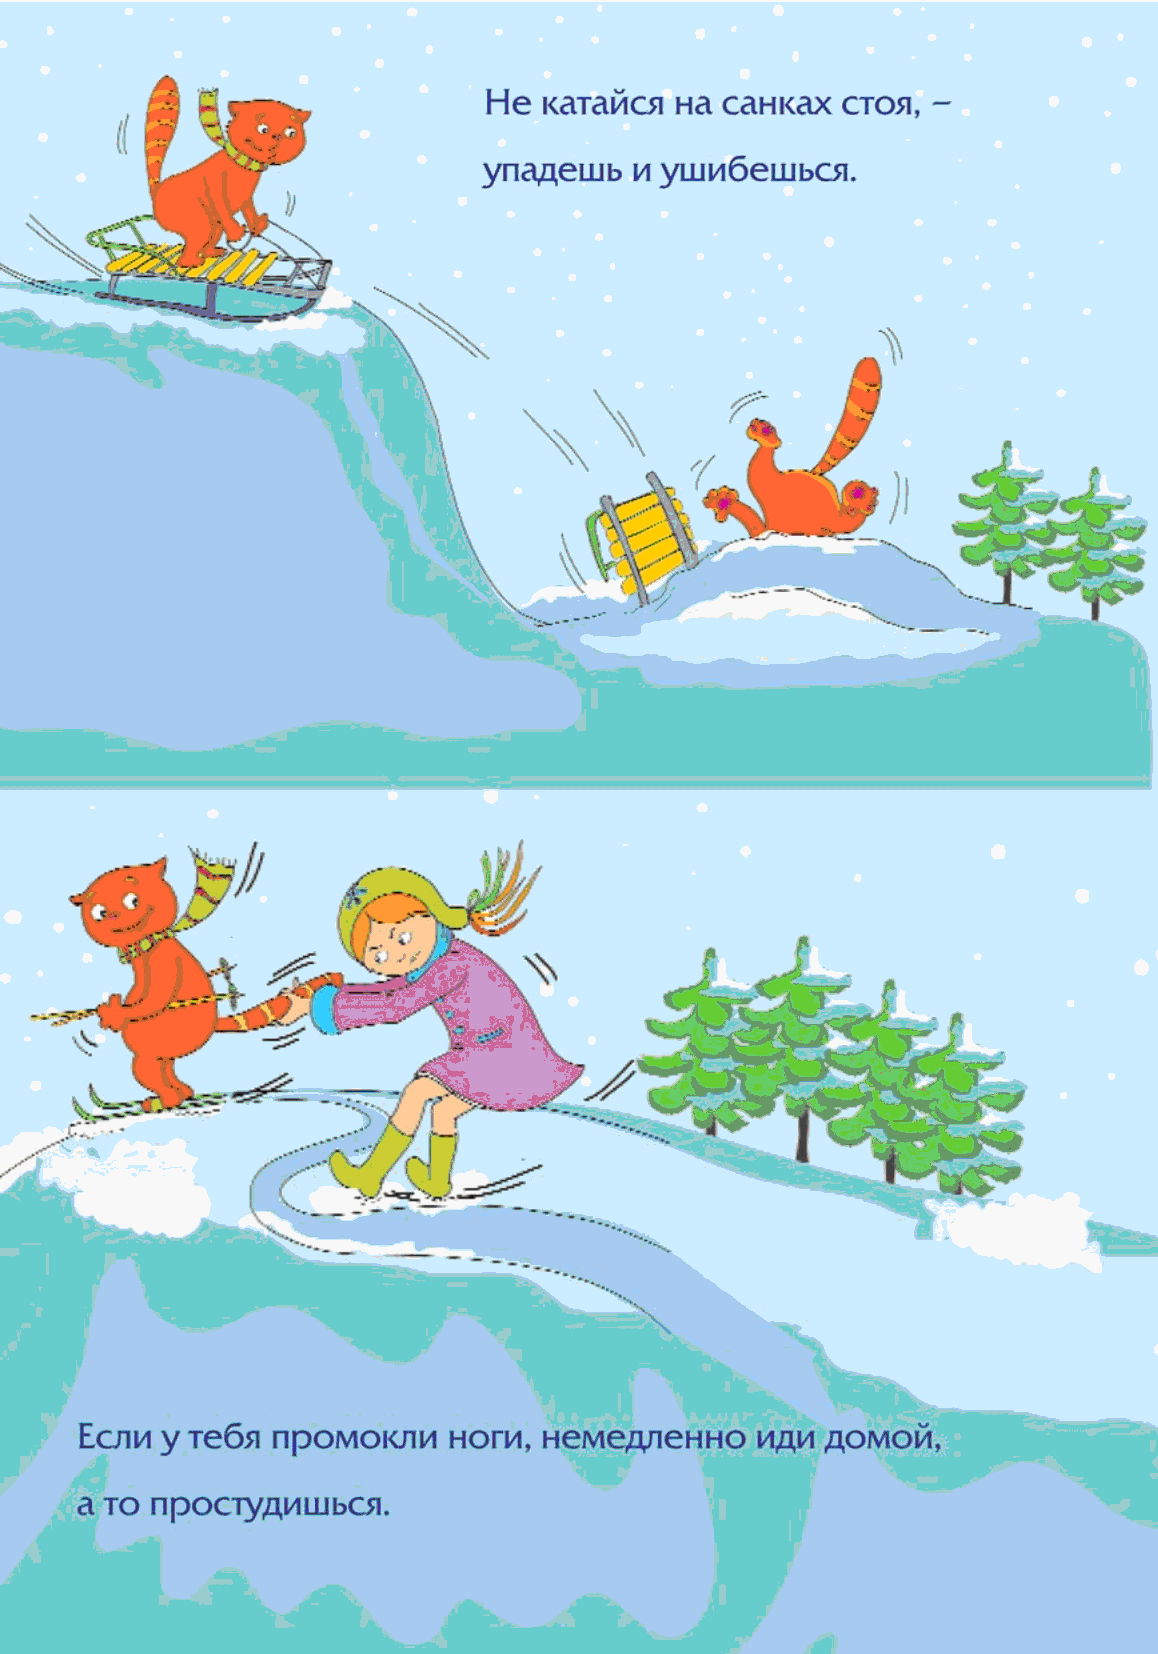 Не катайся на санках стоя, –
упадешь и ушибешься.
Если у тебя промокли ноги, немедленно иди домой,
а то простудишься.